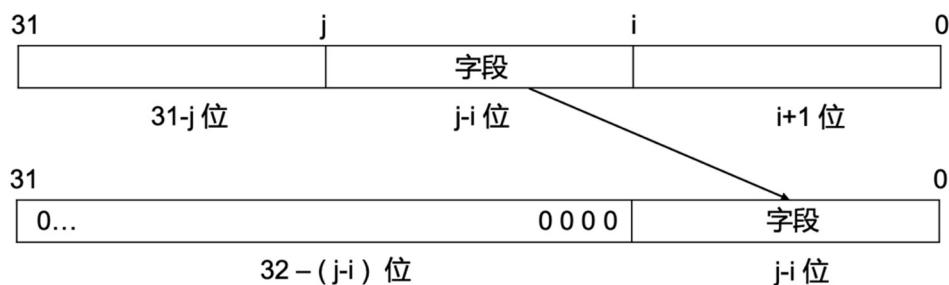 31 j i 0
字段
31-j 位 j-i 位 i+1 位
31 0
0... 0 0 0 0 字段
32 – ( j-i ) 位 j-i 位